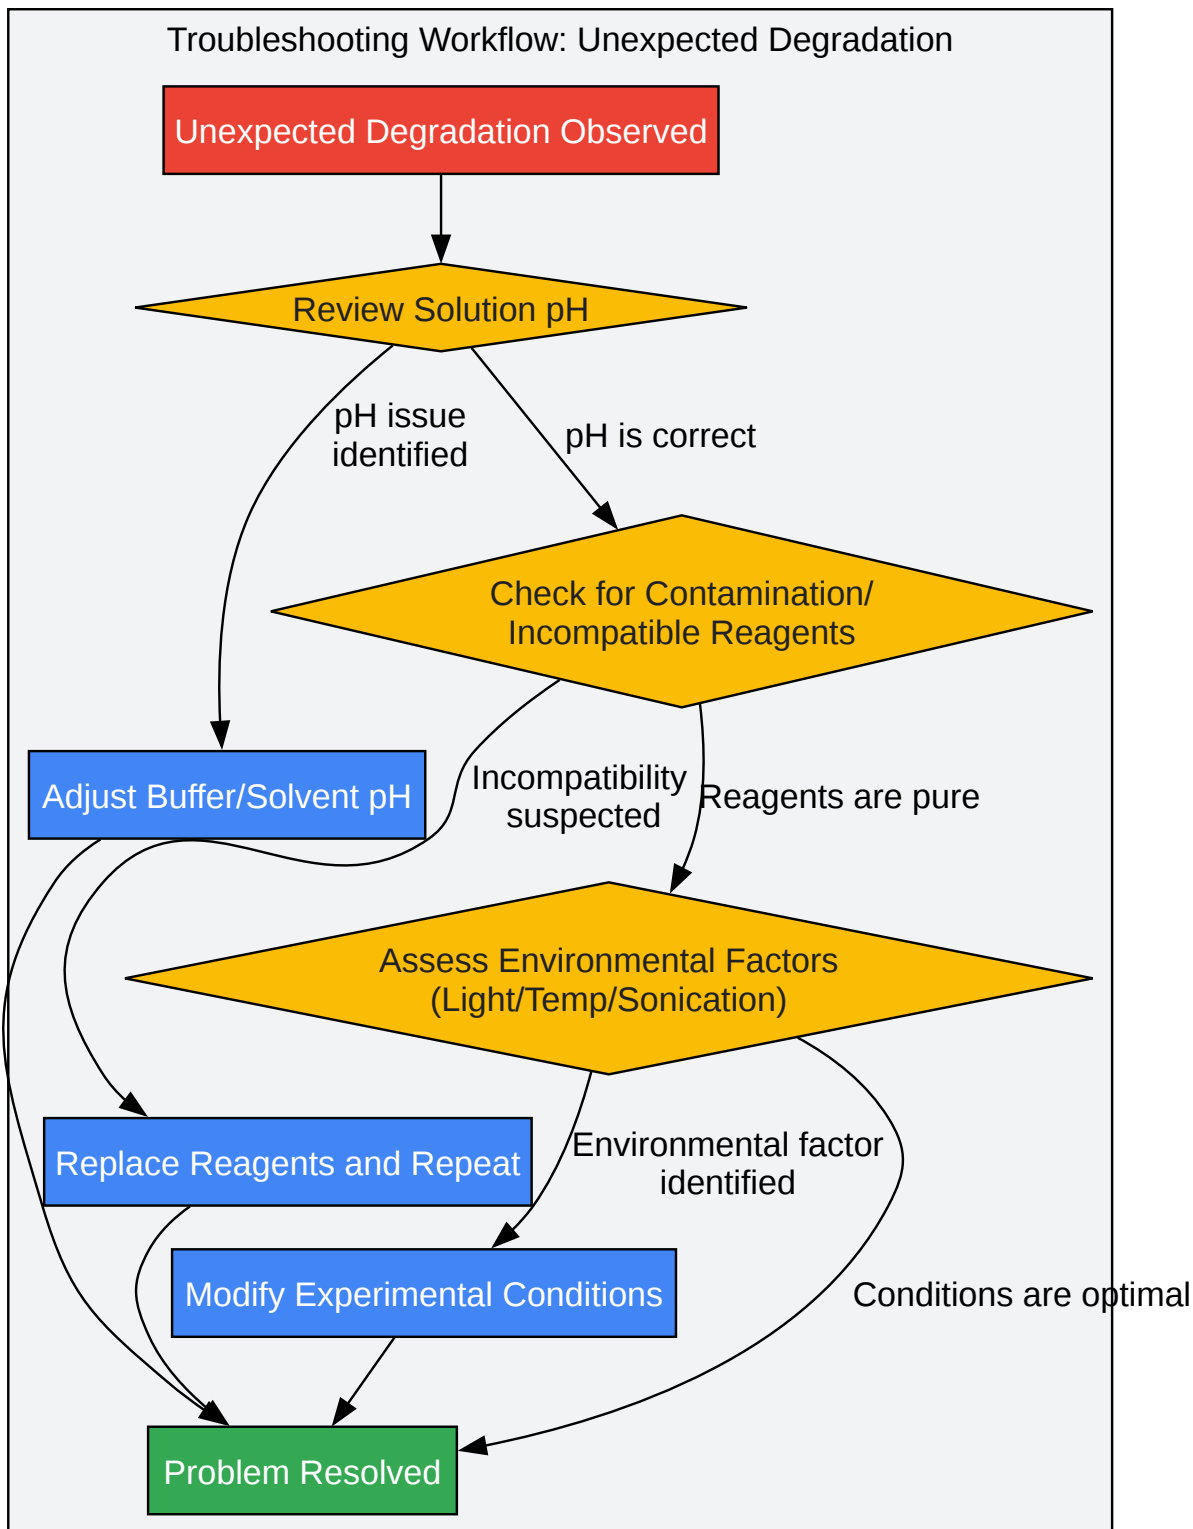 Troubleshooting Workflow: Unexpected Degradation
Unexpected Degradation Observed
Review Solution pH
pH issue
identified
pH is correct
Check for Contamination/
Incompatible Reagents
Adjust Buffer/Solvent pH
Incompatibility
suspected
Reagents are pure
Assess Environmental Factors
(Light/Temp/Sonication)
Replace Reagents and Repeat
Environmental factor
identified
Modify Experimental Conditions
Conditions are optimal
Problem Resolved